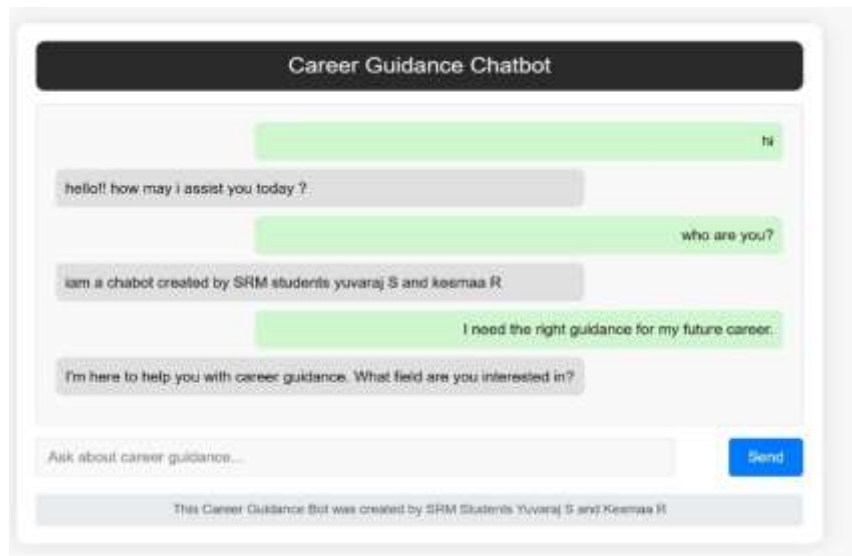 Career Guidance Chatbot
hi
hello!! how may i assist you today ?
who are you?
iam a chabot created by SRM students yuvaraj S and kesmaa R
I need the right guidance for my future career.
I'm here to help you with career guidance. What field are you interested in?
Ask about career guidance...
Send
This Career Guidance Bot was created by SRM Students Yuvaraj S and Kesmaa R